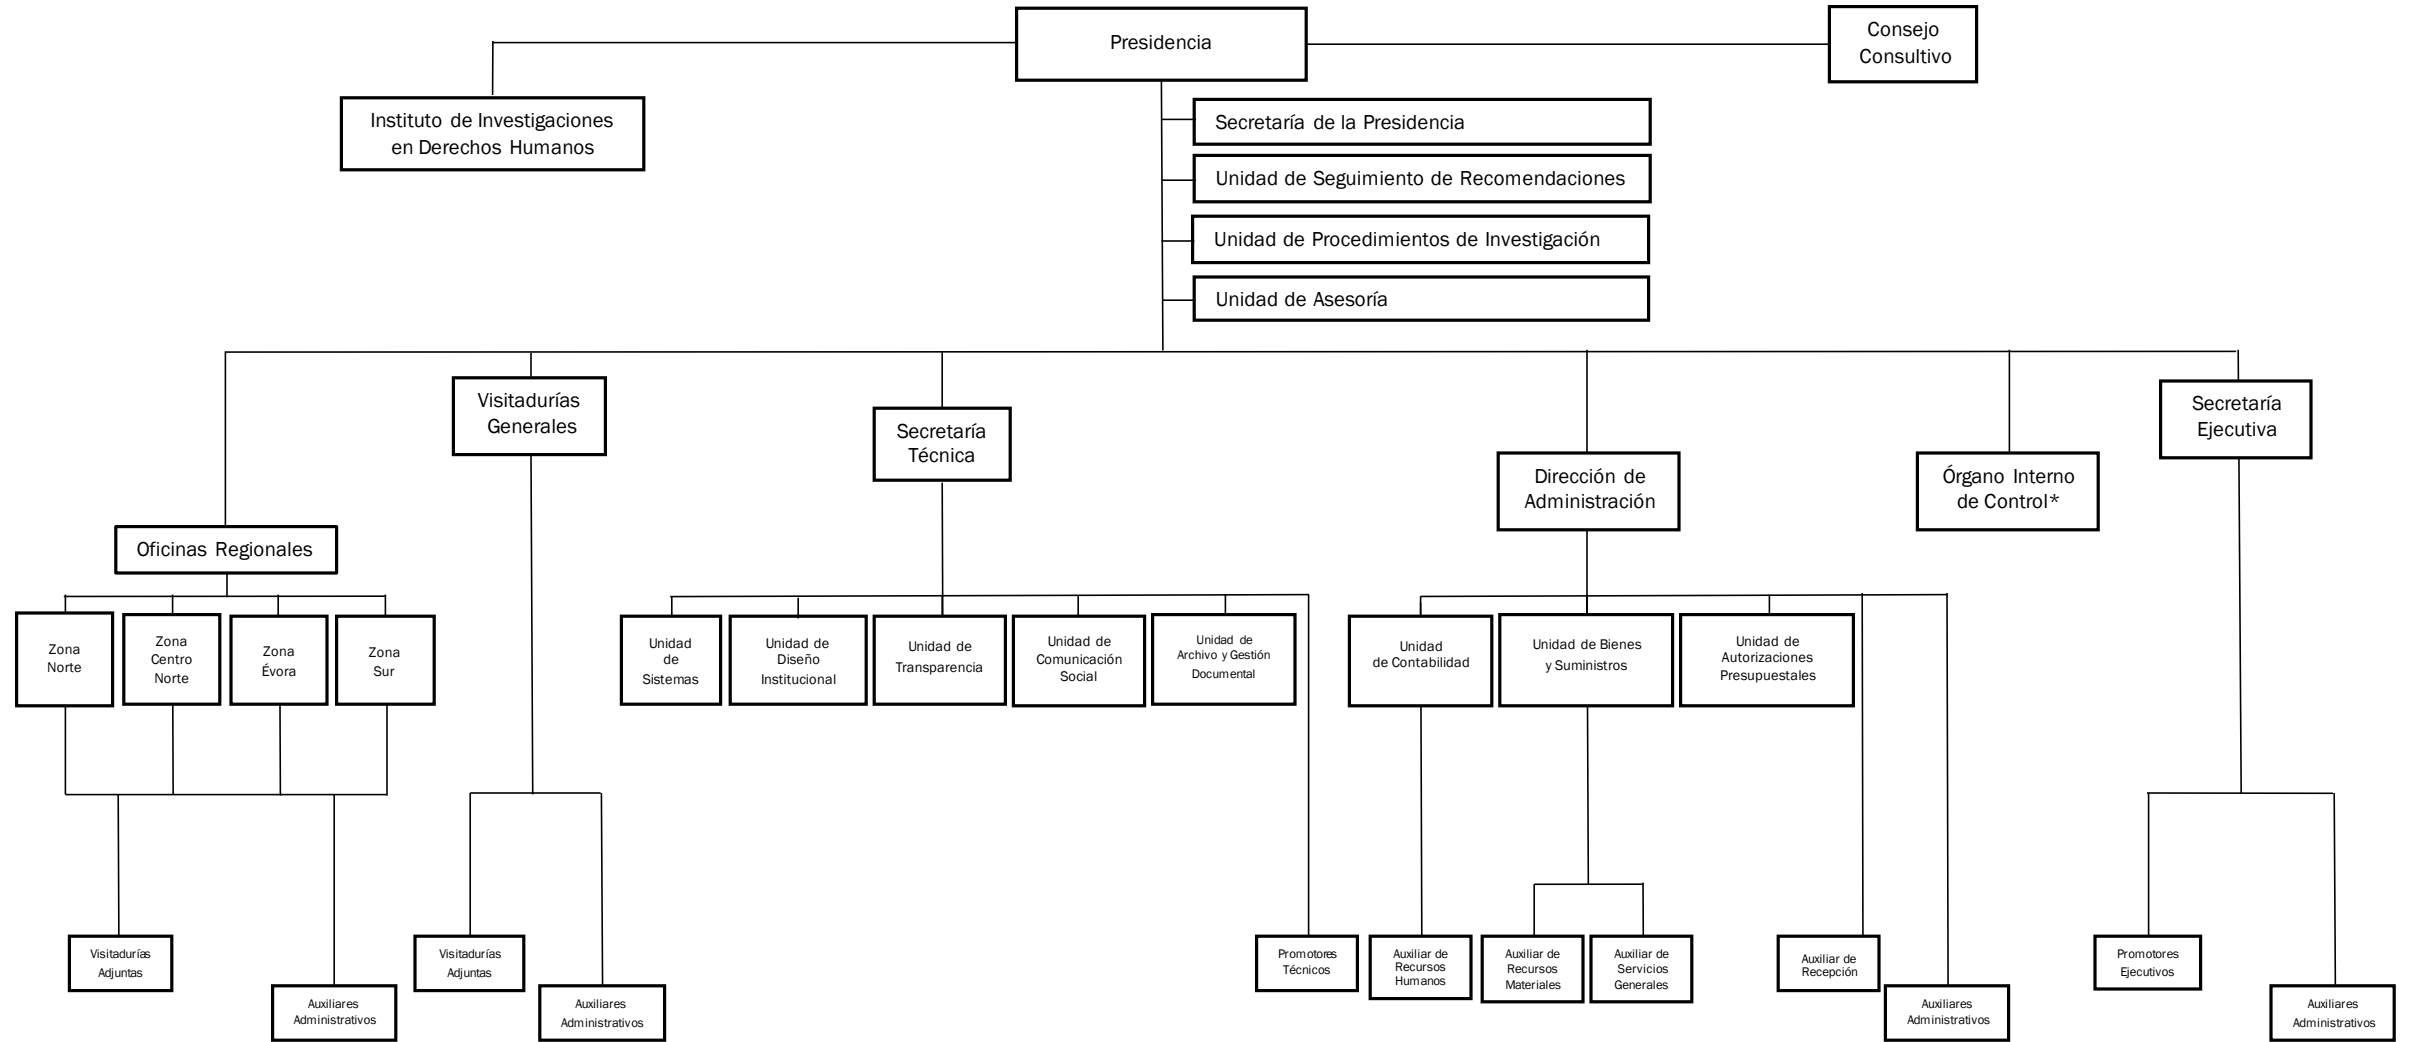 Presidencia
Consejo
Consultivo
Instituto de Investigaciones
en Derechos Humanos
Secretaría de la Presidencia
Unidad de Seguimiento de Recomendaciones
Unidad de Procedimientos de Investigación
Unidad de Asesoría
Visitadurías
Generales
Secretaría
Técnica
Dirección de
Administración
Órgano Interno
de Control*
Secretaría
Ejecutiva
Oficinas Regionales
Zona
Norte
Zona
Centro
Norte
Zona
Évora
Zona
Sur
Unidad
de
Sistemas
Unidad de
Diseño
Institucional
Unidad de
Transparencia
Unidad de
Comunicación
Social
Unidad de
Archivo y Gestión
Documental
Unidad
de Contabilidad
Unidad de Bienes
y Suministros
Unidad de
Autorizaciones
Presupuestales
Visitadurías
Adjuntas
Auxiliares
Administrativos
Visitadurías
Adjuntas
Auxiliares
Administrativos
Promotores
Técnicos
Auxiliar de
Recursos
Humanos
Auxiliar de
Recursos
Materiales
Auxiliar de
Servicios
Generales
Auxiliar de
Recepción
Auxiliares
Administrativos
Promotores
Ejecutivos
Auxiliares
Administrativos